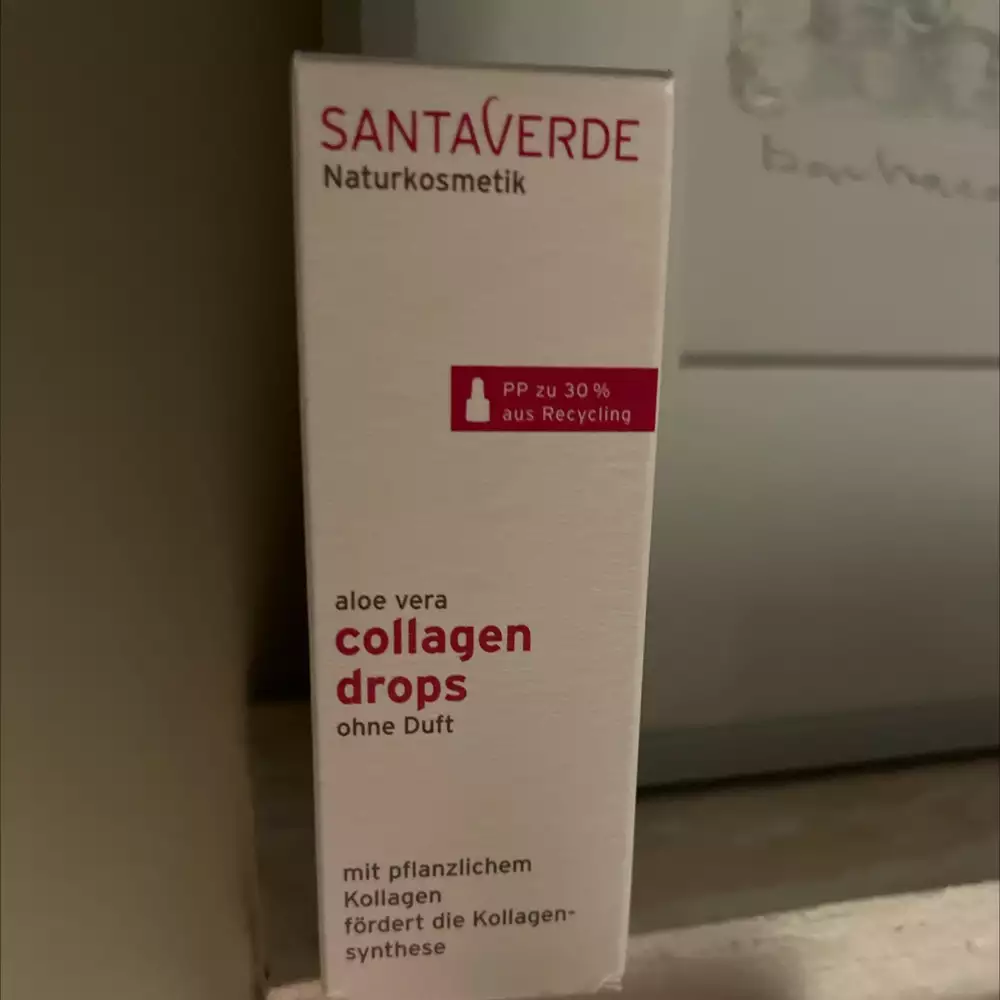 SANTAVERDE
Naturkosmetik
PP zu 30 %
aus Recycling
aloe vera
collagen
drops
ohne Duft
mit pflanzlichem
Kollagen
fördert die Kollagen-
synthese